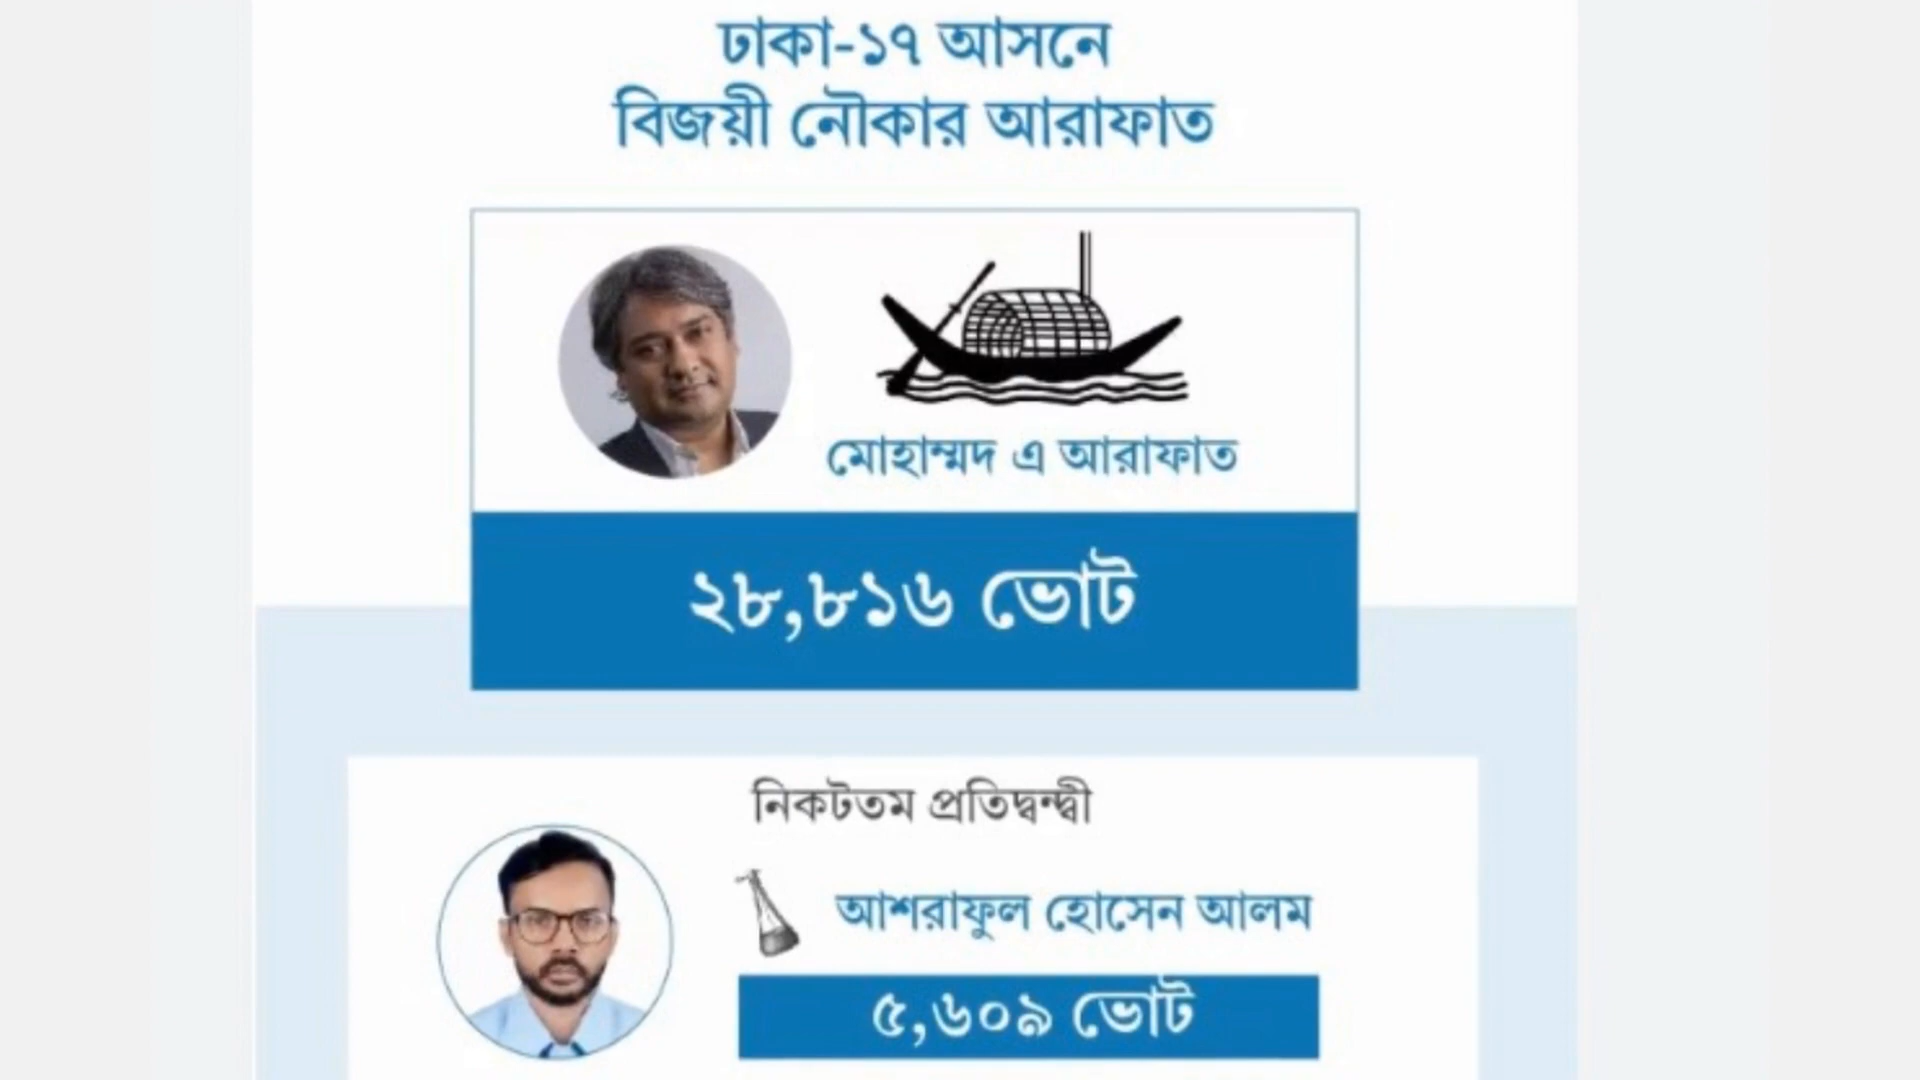 ঢাকা-১৭ আসনে
বিজয়ী নৌকার আরাফাত
মোহাম্মদ এ আরাফাত
২৮,৮১৬ ভোট
নিকটতম প্রতিদ্বন্দ্বী
আশরাফুল হোসেন আলম
৫,৬০৯ ভোট